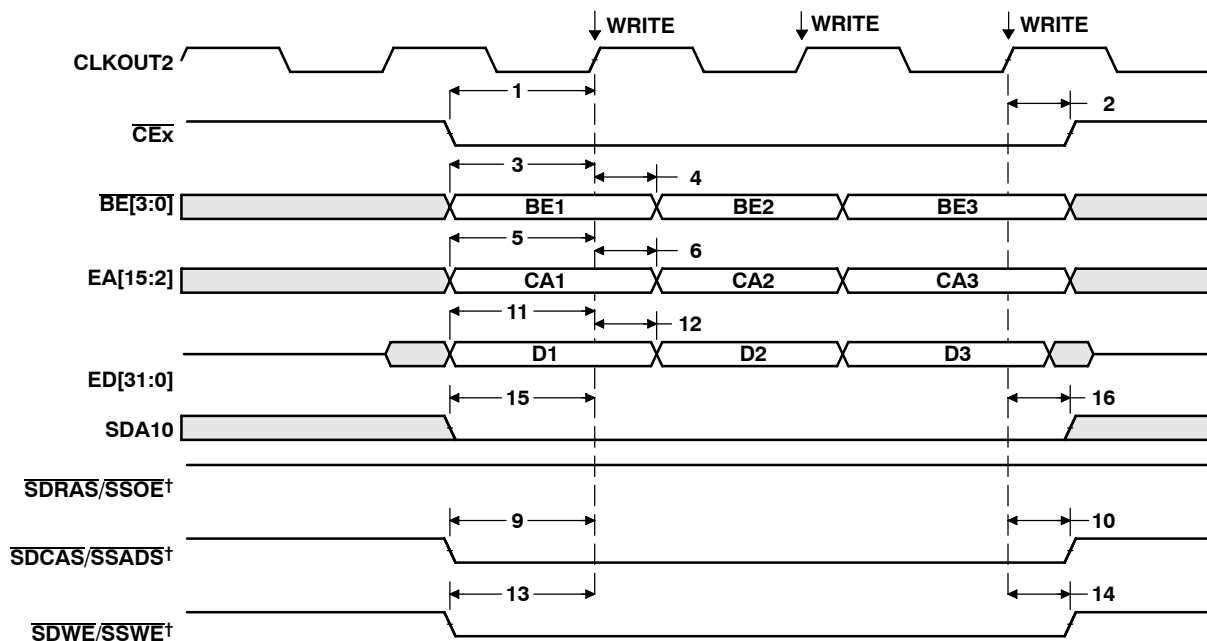 WRITE WRITE WRITE
CLKOUT2
1 2
CEx
3 4
BE[3:0] BE1 BE2 BE3
5 6
EA[15:2] CA1 CA2 CA3
11 12
D1 D2 D3
ED[31:0]
15 16
SDA10
SDRAS/SSOE†
9 10
SDCAS/SSADS†
13 14
SDWE/SSWE†